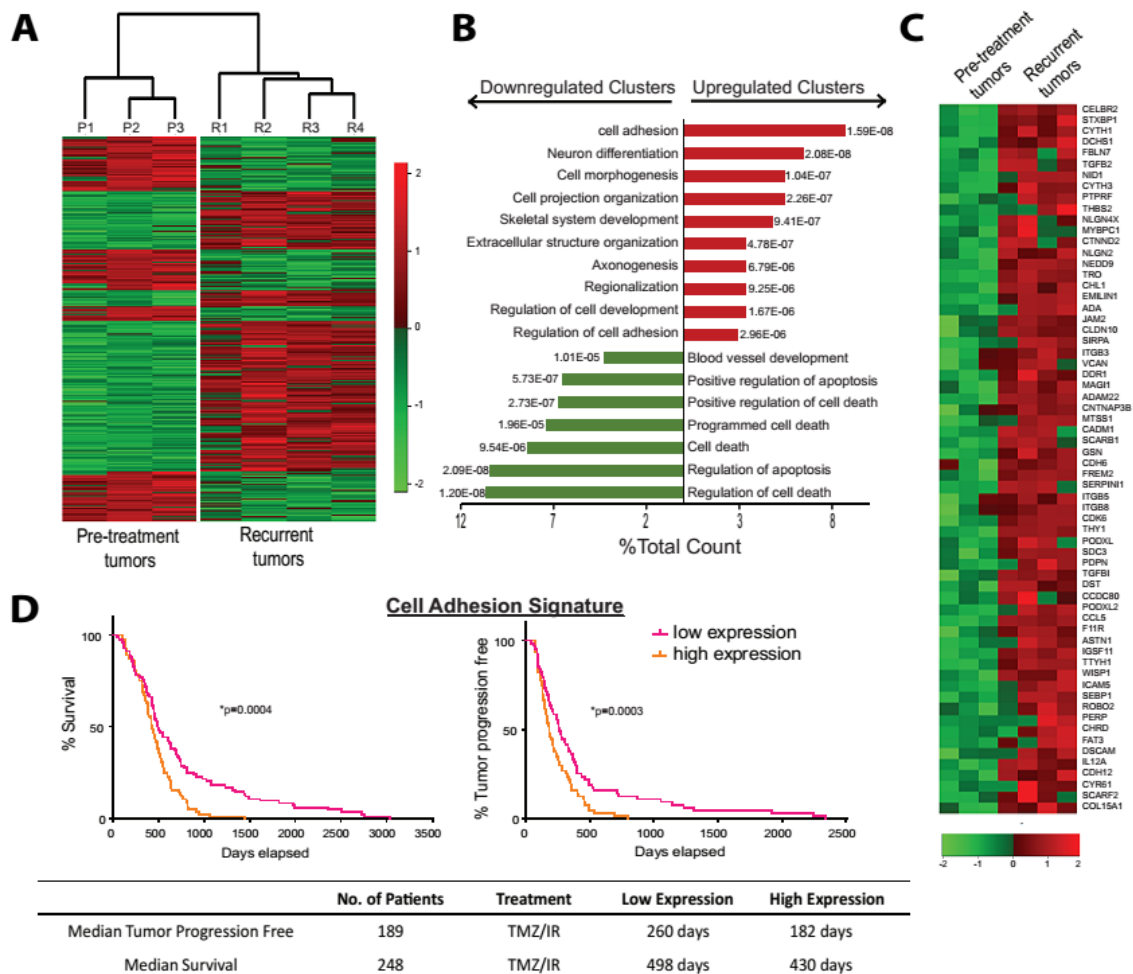 A
P1 P2 P3 R1 R2 R3 R4
2
1
0
-1
-2
Pre-treatment tumors
Recurrent tumors
B
Downregulated Clusters
Upregulated Clusters
cell adhesion 1.59E-08
Neuron differentiation 2.08E-08
Cell morphogenesis 1.04E-07
Cell projection organization 2.26E-07
Skeletal system development 9.41E-07
Extracellular structure organization 4.78E-07
Axonogenesis 6.79E-06
Regionalization 9.25E-06
Regulation of cell development 1.67E-06
Regulation of cell adhesion 2.96E-06
1.01E-05 Blood vessel development
5.73E-07 Positive regulation of apoptosis
2.73E-07 Positive regulation of cell death
1.96E-05 Programmed cell death
9.54E-06 Cell death
2.09E-08 Regulation of apoptosis
1.20E-08 Regulation of cell death
12 7 2 3 8
%Total Count
C
Pre-treatment tumors
Recurrent tumors
CELBR2
STXBP1
CYTH1
DCHS1
FBLN7
TGFB2
NID1
CYTH3
PTPRF
THBS2
NLGN4X
MYBPC1
CTNND2
NLGN2
NEDD9
TRO
CHL1
EMILIN1
ADA
JAM2
CLDN10
SIRPA
ITGB3
VCAN
DDR1
MAGI1
ADAM22
CNTNAP3B
MTSS1
CADM1
SCARB1
GSN
CDH6
FREM2
SERPINI1
ITGB5
ITGB8
CDK6
THY1
PODXL
SDC3
PDPN
TGFBI
DST
CCDC80
PODXL2
CCL5
F11R
ASTN1
IGSF11
TTYH1
WISP1
ICAM5
SEBP1
ROBO2
PERP
CHRD
FAT3
DSCAM
IL12A
CDH12
CYR61
SCARF2
COL15A1
-2 -1 0 1 2
D
Cell Adhesion Signature
% Survival
100
50
0
*p=0.0004
0 500 1000 1500 2000 2500 3000 3500
Days elapsed
% Tumor progression free
100
50
0
low expression
high expression
*p=0.0003
0 500 1000 1500 2000 2500
Days elapsed
No. of Patients Treatment Low Expression High Expression
Median Tumor Progression Free 189 TMZ/IR 260 days 182 days
Median Survival 248 TMZ/IR 498 days 430 days